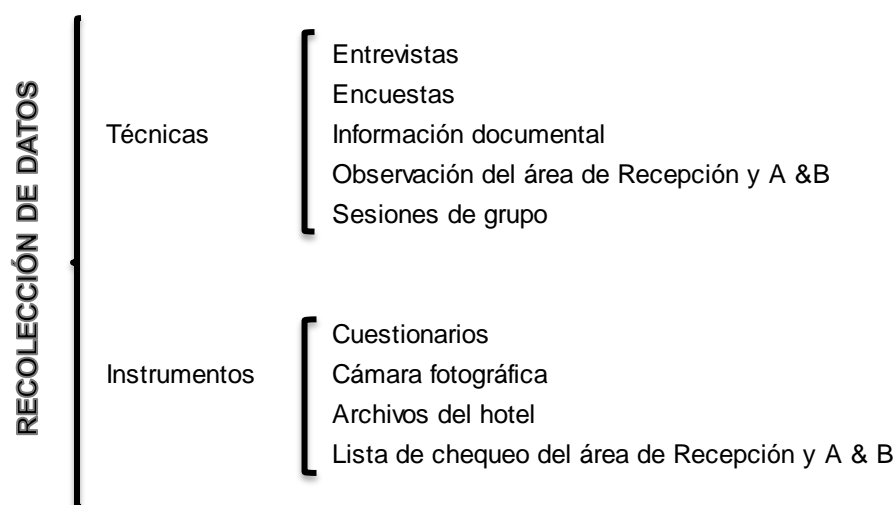 RECOLECCIÓN DE DATOS
Técnicas
Entrevistas
Encuestas
Información documental
Observación del área de Recepción y A &B
Sesiones de grupo
Instrumentos
Cuestionarios
Cámara fotográfica
Archivos del hotel
Lista de chequeo del área de Recepción y A & B